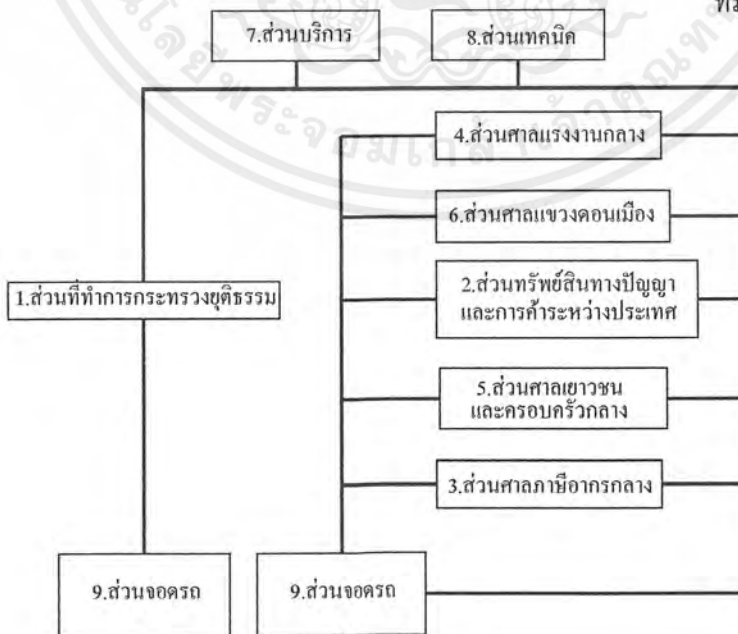 7.ส่วนบริการ
8.ส่วนเทคนิค
4.ส่วนศาลแรงงานกลาง
6.ส่วนศาลแขวงดอนเมือง
1.ส่วนที่ทำการกระทรวงยุติธรรม
2.ส่วนทรัพย์สินทางปัญญา
และการค้าระหว่างประเทศ
5.ส่วนศาลเยาวชน
และครอบครัวกลาง
3.ส่วนศาลภาษีอากรกลาง
9.ส่วนจอดรถ
9.ส่วนจอดรถ